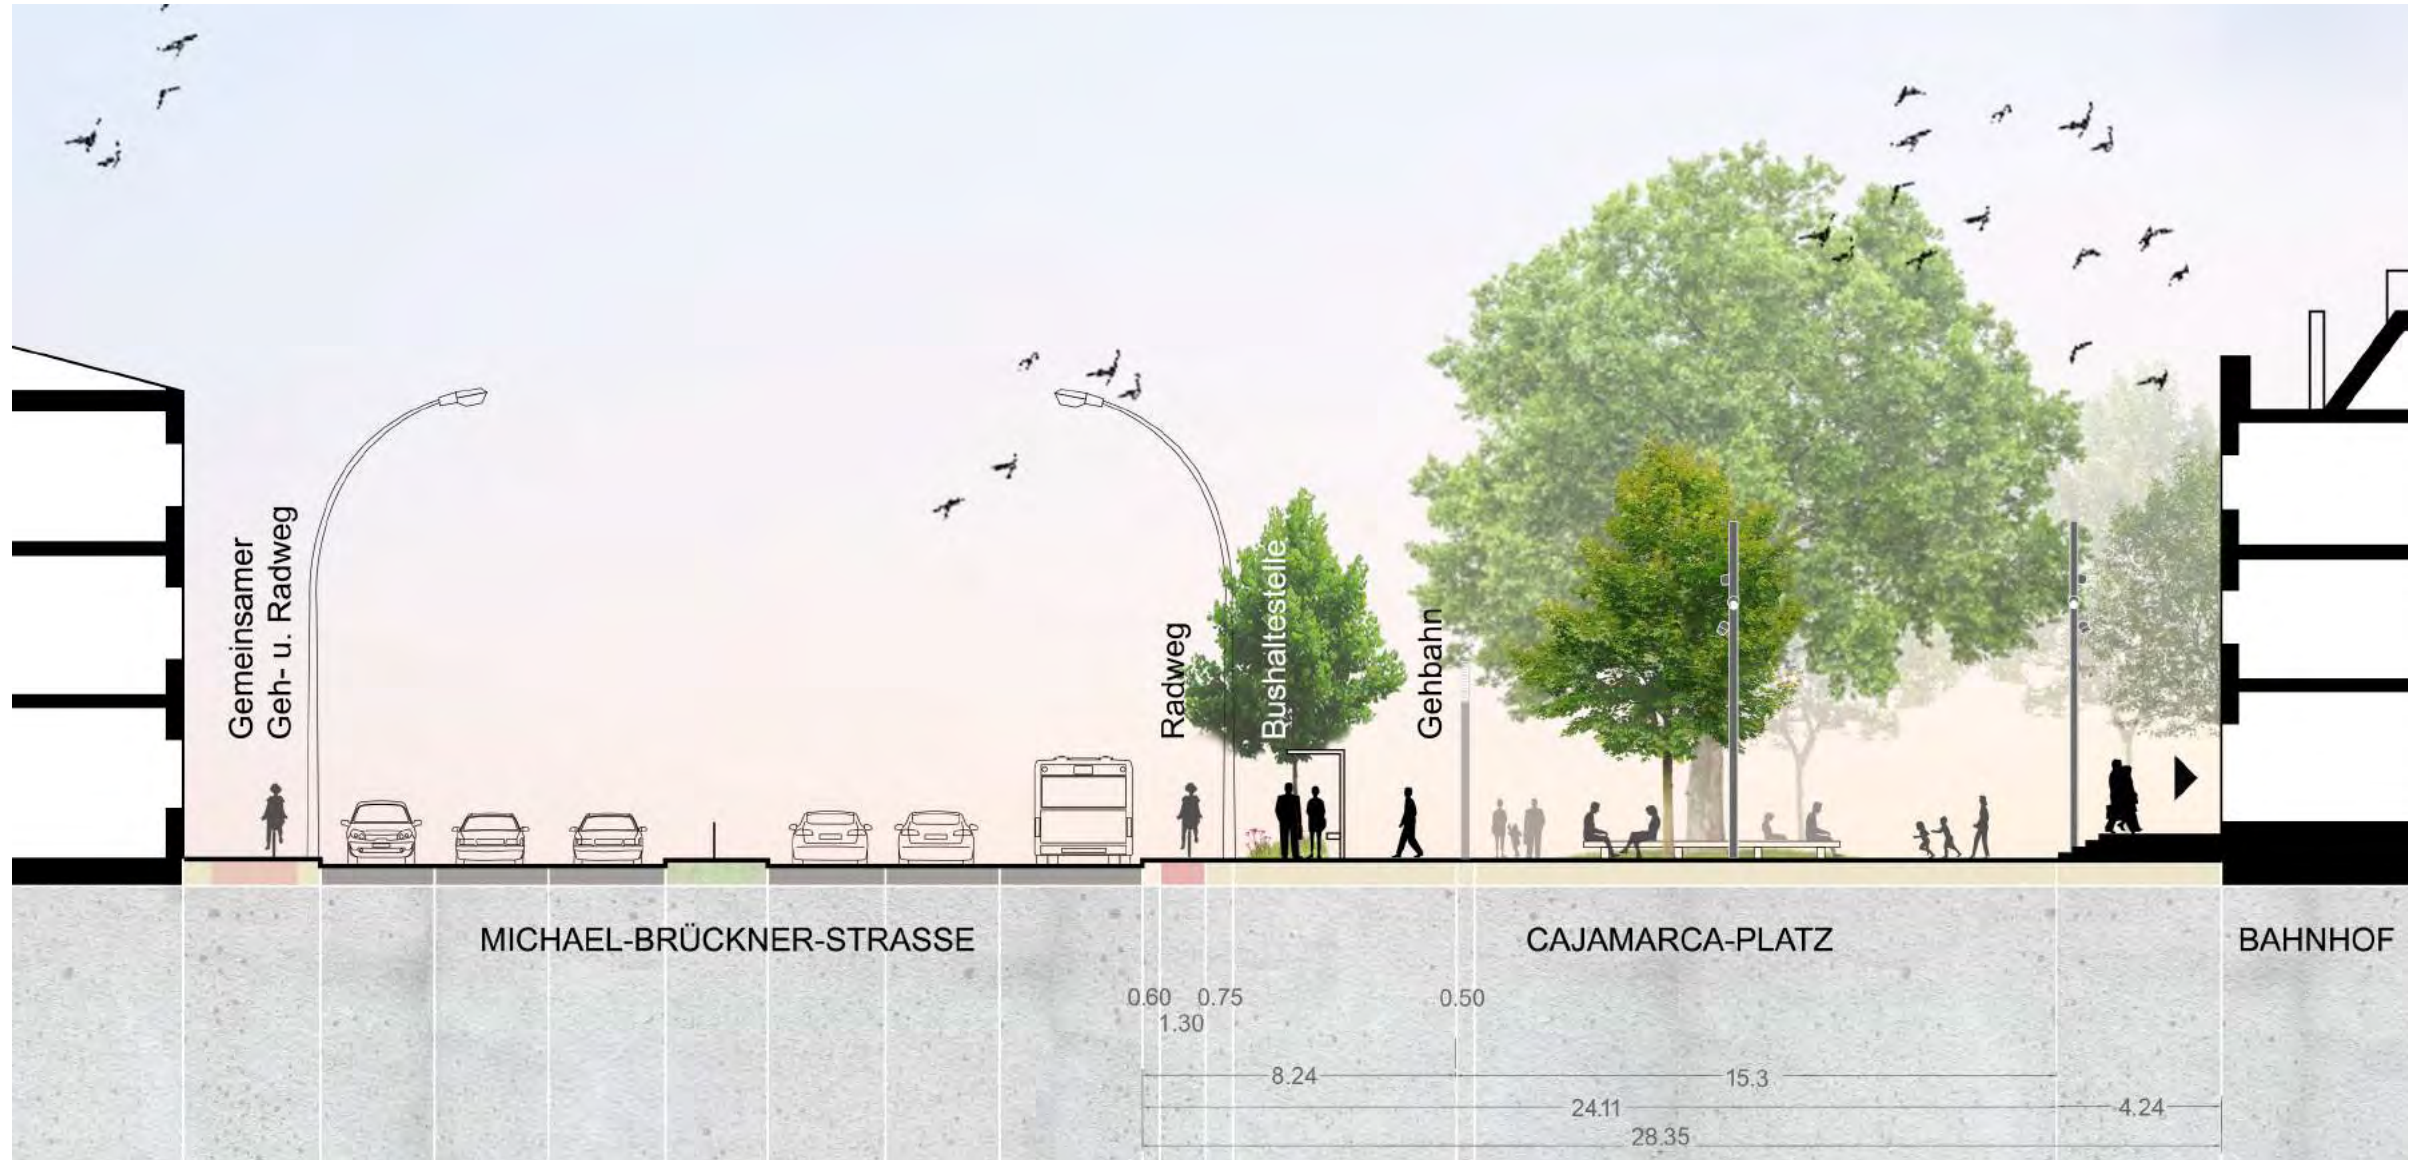 Gemeinsamer
Geh- u. Radweg
Radweg
Bushaltestelle
Gehbahn
MICHAEL-BRÜCKNER-STRASSE
CAJAMARCA-PLATZ
BAHNHOF
0.60
0.75
0.50
1.30
8.24
15.3
24.11
4.24
28.35